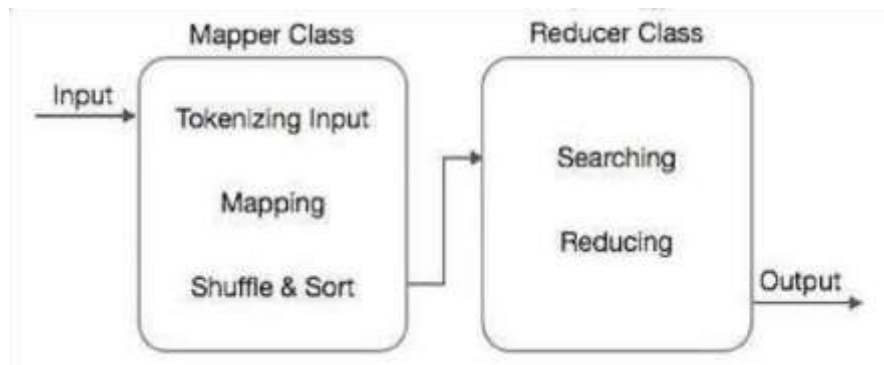 Mapper Class
Reducer Class
Input
Tokenizing Input
Mapping
Shuffle & Sort
Searching
Reducing
Output